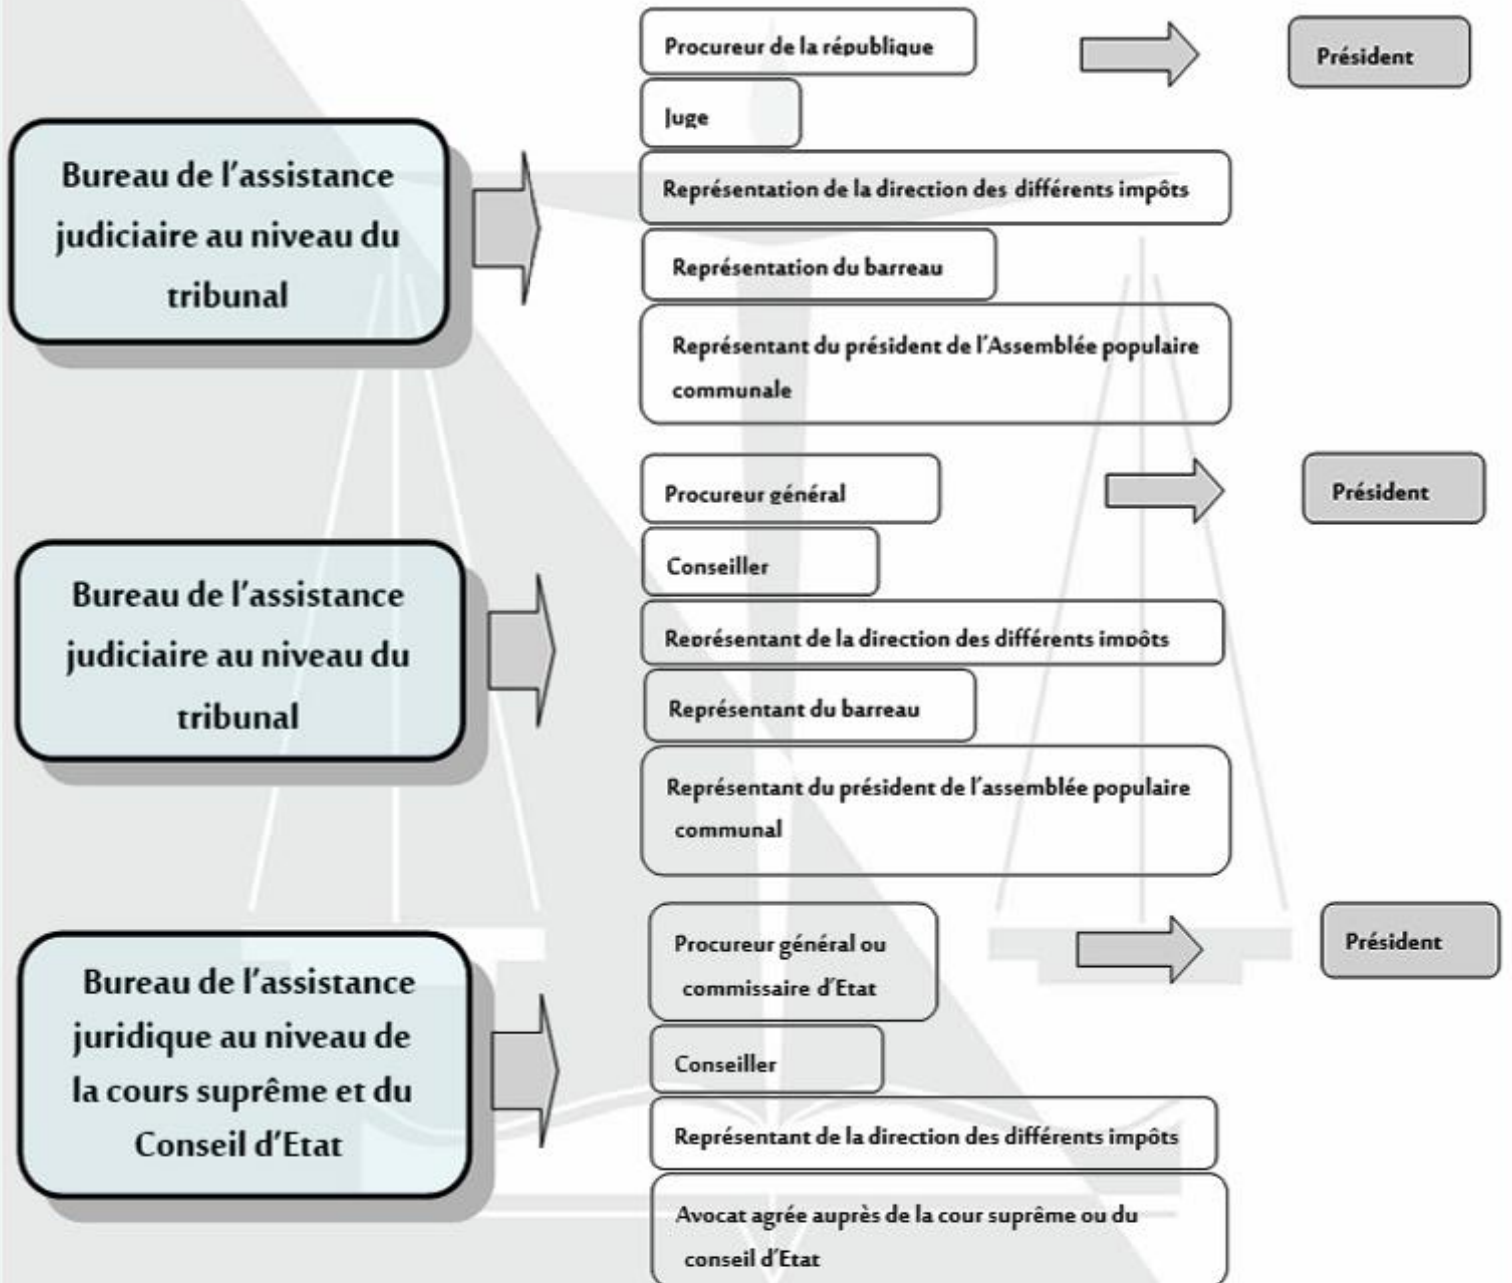 Procureur de la république
Président
Juge
Bureau de l'assistance
judiciaire au niveau du
tribunal
Représentation de la direction des différents impôts
Représentation du barreau
Représentant du président de l'Assemblée populaire
communale
Procureur général
Président
Conseiller
Bureau de l'assistance
judiciaire au niveau du
tribunal
Représentant de la direction des différents impôts
Représentant du barreau
Représentant du président de l'assemblée populaire
communal
Procureur général ou
commissaire d'Etat
Président
Bureau de l'assistance
juridique au niveau de
la cours suprême et du
Conseil d'Etat
Conseiller
Représentant de la direction des différents impôts
Avocat agrée auprès de la cour suprême ou du
conseil d'Etat